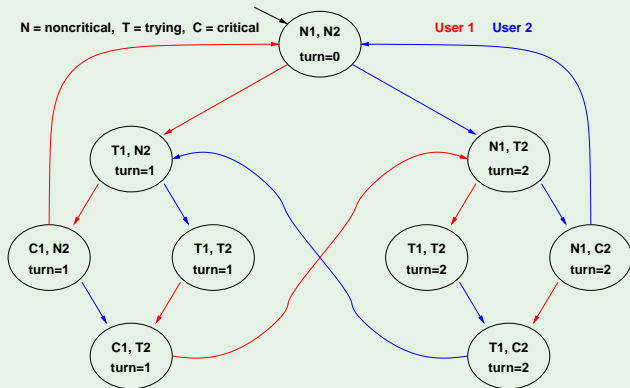 N = noncritical, T = trying, C = critical
User 1 User 2
N1, N2
turn=0
T1, N2
turn=1
N1, T2
turn=2
C1, N2
turn=1
T1, T2
turn=1
T1, T2
turn=2
N1, C2
turn=2
C1, T2
turn=1
T1, C2
turn=2